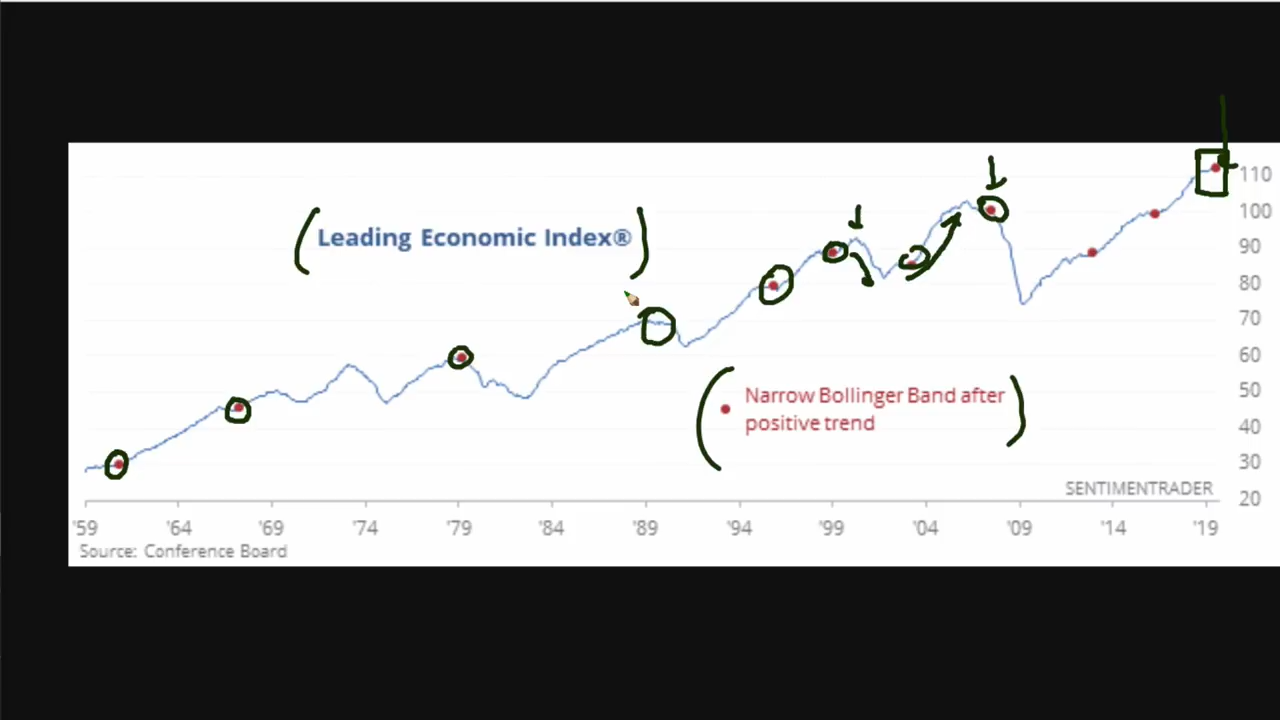 Leading Economic Index®
110
100
90
80
70
60
50
40
30
20
Narrow Bollinger Band after
positive trend
SENTIMENTRADER
'59 '64 '69 '74 '79 '84 '89 '94 '99 '04 '09 '14 '19
Source: Conference Board